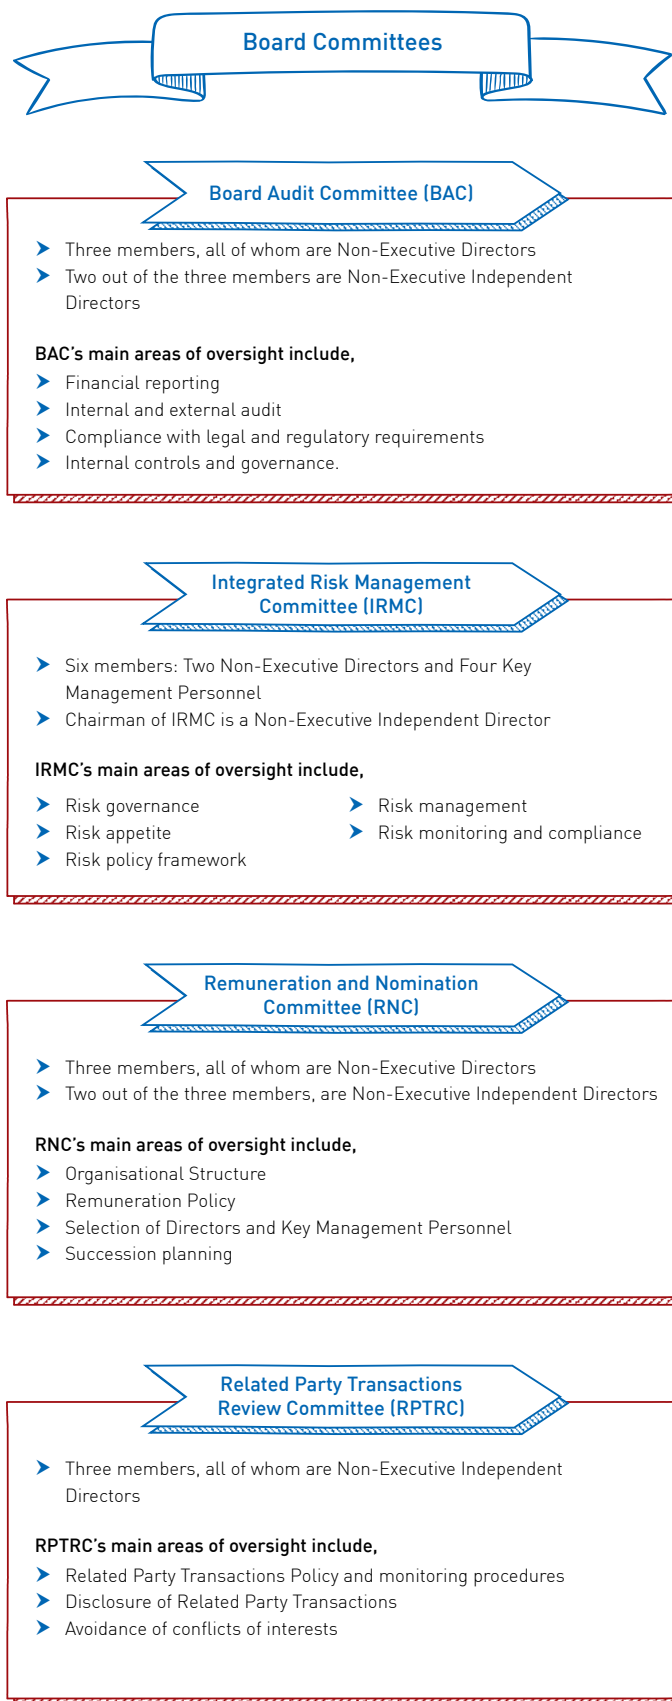 Board Committees
Board Audit Committee (BAC)
Three members, all of whom are Non-Executive Directors
Two out of the three members are Non-Executive Independent
Directors
BAC’s main areas of oversight include,
Financial reporting
Internal and external audit
Compliance with legal and regulatory requirements
Internal controls and governance.
Integrated Risk Management
Committee (IRMC)
Six members: Two Non-Executive Directors and Four Key
Management Personnel
Chairman of IRMC is a Non-Executive Independent Director
IRMC’s main areas of oversight include,
Risk governance
Risk appetite
Risk policy framework
Risk management
Risk monitoring and compliance
Remuneration and Nomination
Committee (RNC)
Three members, all of whom are Non-Executive Directors
Two out of the three members, are Non-Executive Independent Directors
RNC’s main areas of oversight include,
Organisational Structure
Remuneration Policy
Selection of Directors and Key Management Personnel
Succession planning
Related Party Transactions
Review Committee (RPTRC)
Three members, all of whom are Non-Executive Independent
Directors
RPTRC’s main areas of oversight include,
Related Party Transactions Policy and monitoring procedures
Disclosure of Related Party Transactions
Avoidance of conflicts of interests